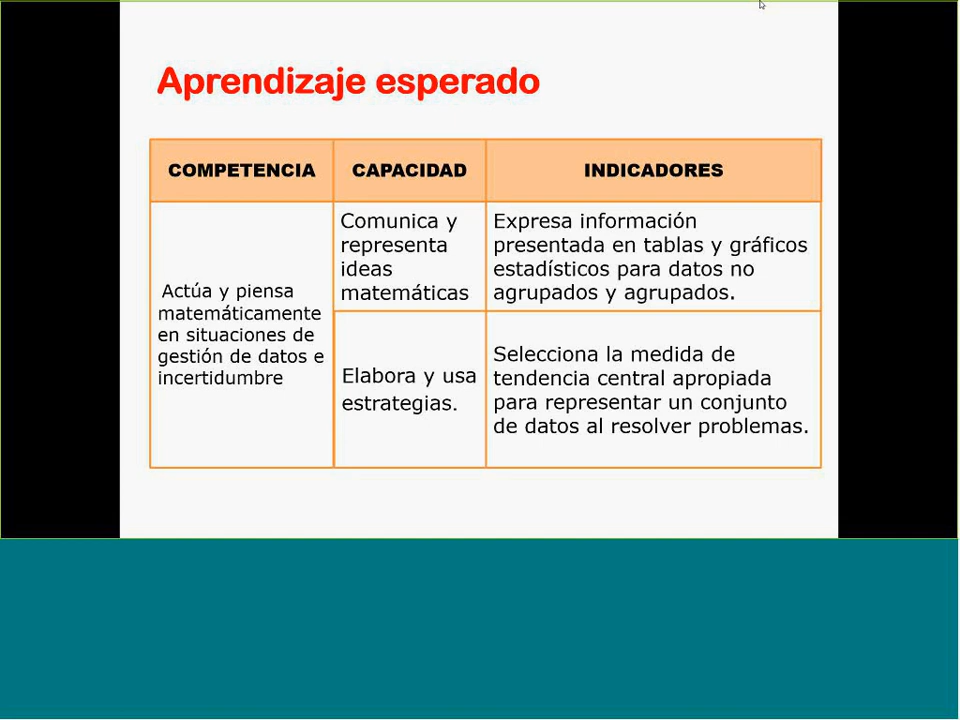 Aprendizaje esperado
COMPETENCIA
CAPACIDAD
INDICADORES
Actúa y piensa
matemáticamente
en situaciones de
gestión de datos e
incertidumbre
Comunica y
representa
ideas
matemáticas
Expresa información
presentada en tablas y gráficos
estadísticos para datos no
agrupados y agrupados.
Elabora y usa
estrategias.
Selecciona la medida de
tendencia central apropiada
para representar un conjunto
de datos al resolver problemas.